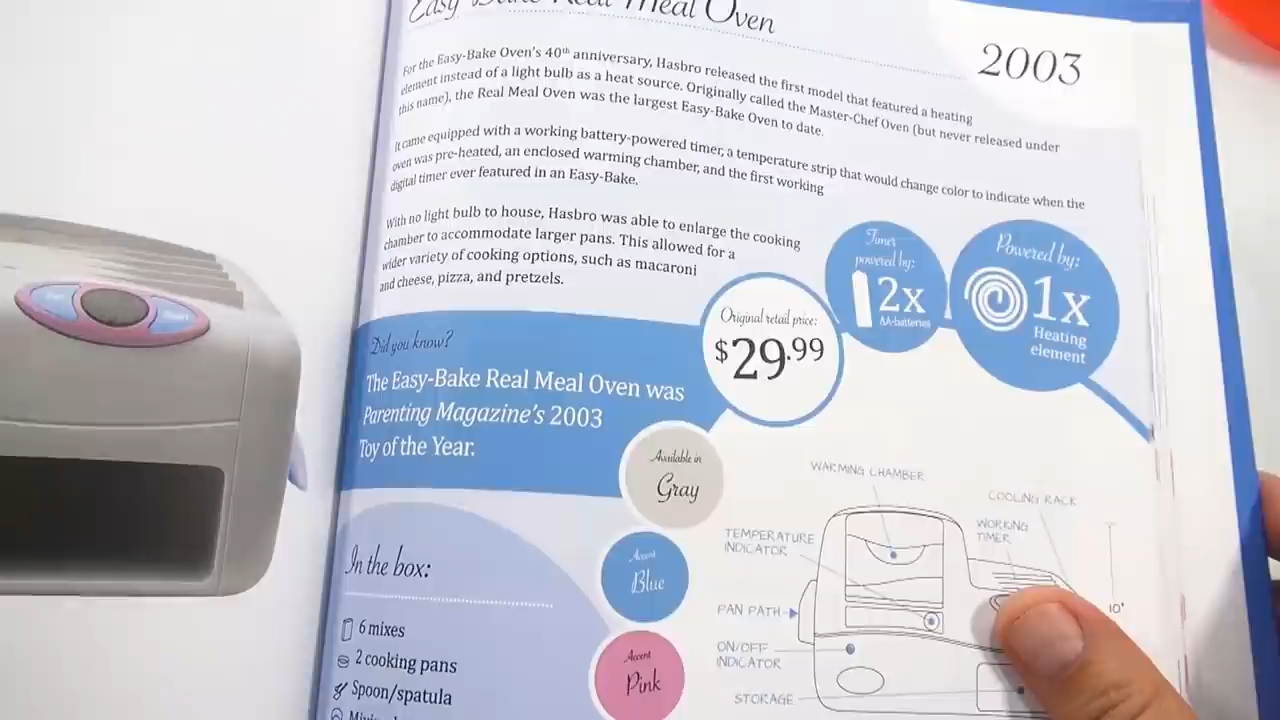 Easy Bake Real Meal Oven
2003
For the Easy-Bake Oven's 40th anniversary, Hasbro released the first model that featured a heating
element instead of a light bulb as a heat source. Originally called the Master-Chef Oven (but never released under
this name), the Real Meal Oven was the largest Easy-Bake Oven to date.
It came equipped with a working battery-powered timer, a temperature strip that would change color to indicate when the
oven was pre-heated, an enclosed warming chamber, and the first working
digital timer ever featured in an Easy-Bake.
With no light bulb to house, Hasbro was able to enlarge the cooking
chamber to accommodate larger pans. This allowed for a
wider variety of cooking options, such as macaroni
and cheese, pizza, and pretzels.
Timer
powered by:
2x
AA-batteries
Powered by:
1x
Heating
element
Original retail price:
$29.99
Did you know?
The Easy-Bake Real Meal Oven was
Parenting Magazine's 2003
Toy of the Year.
Available in
Gray
Accent
Blue
Accent
Pink
In the box:
6 mixes
2 cooking pans
Spoon/spatula
WARMING CHAMBER
COOLING RACK
WORKING
TIMER
TEMPERATURE
INDICATOR
PAN PATH
ON/OFF
INDICATOR
STORAGE
10"